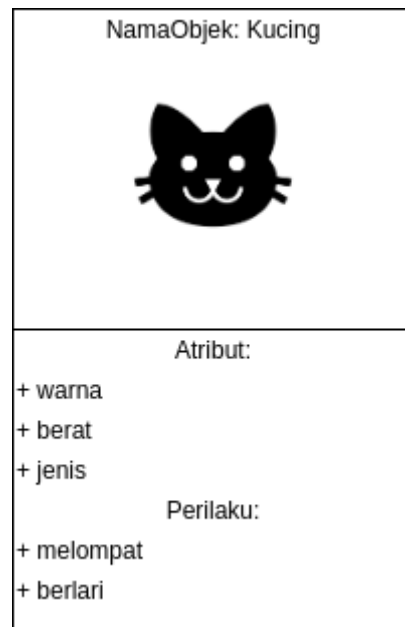 NamaObjek: Kucing
Atribut:
+ warna
+ berat
+ jenis
Perilaku:
+ melompat
+ berlari